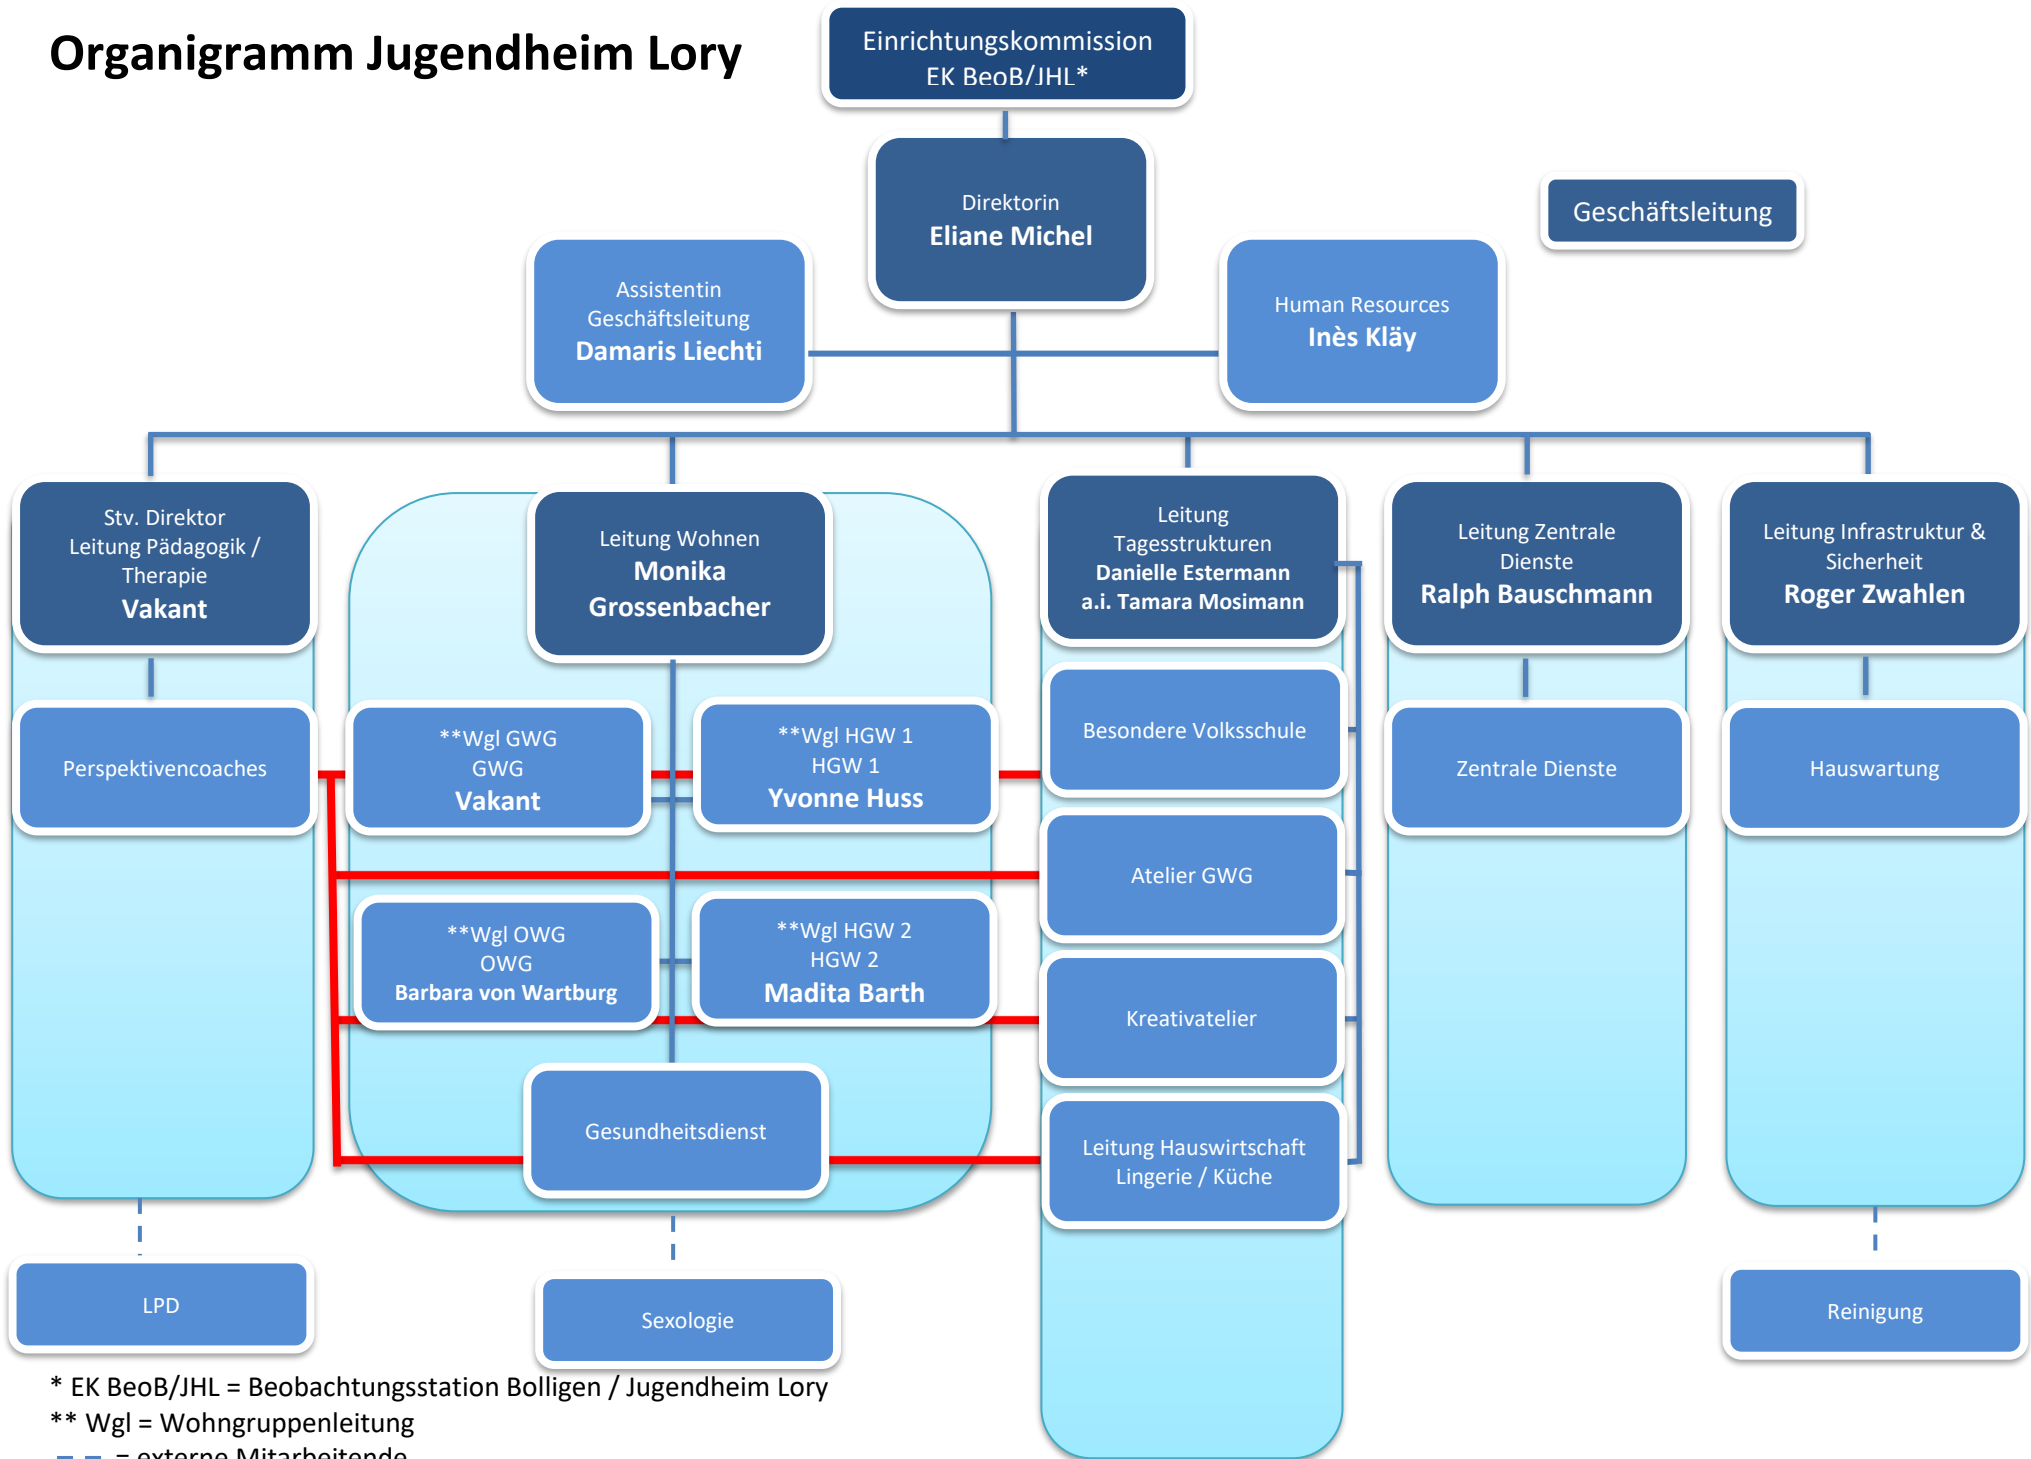 Organigramm Jugendheim Lory
Einrichtungskommission
EK BeoB/JHL*
Direktorin
Eliane Michel
Geschäftsleitung
Assistentin
Geschäftsleitung
Damaris Liechti
Human Resources
Inès Kläy
Stv. Direktor
Leitung Pädagogik /
Therapie
Vakant
Leitung Wohnen
Monika
Grossenbacher
Leitung
Tagesstrukturen
Danielle Estermann
a.i. Tamara Mosimann
Leitung Zentrale
Dienste
Ralph Bauschmann
Leitung Infrastruktur &
Sicherheit
Roger Zwahlen
Perspektivencoaches
**Wgl GWG
GWG
Vakant
**Wgl HGW 1
HGW 1
Yvonne Huss
Besondere Volksschule
Zentrale Dienste
Hauswartung
Atelier GWG
**Wgl OWG
OWG
Barbara von Wartburg
**Wgl HGW 2
HGW 2
Madita Barth
Kreativatelier
Gesundheitsdienst
Leitung Hauswirtschaft
Lingerie / Küche
LPD
Sexologie
Reinigung
* EK BeoB/JHL = Beobachtungsstation Bolligen / Jugendheim Lory
** Wgl = Wohngruppenleitung
= externe Mitarbeitende